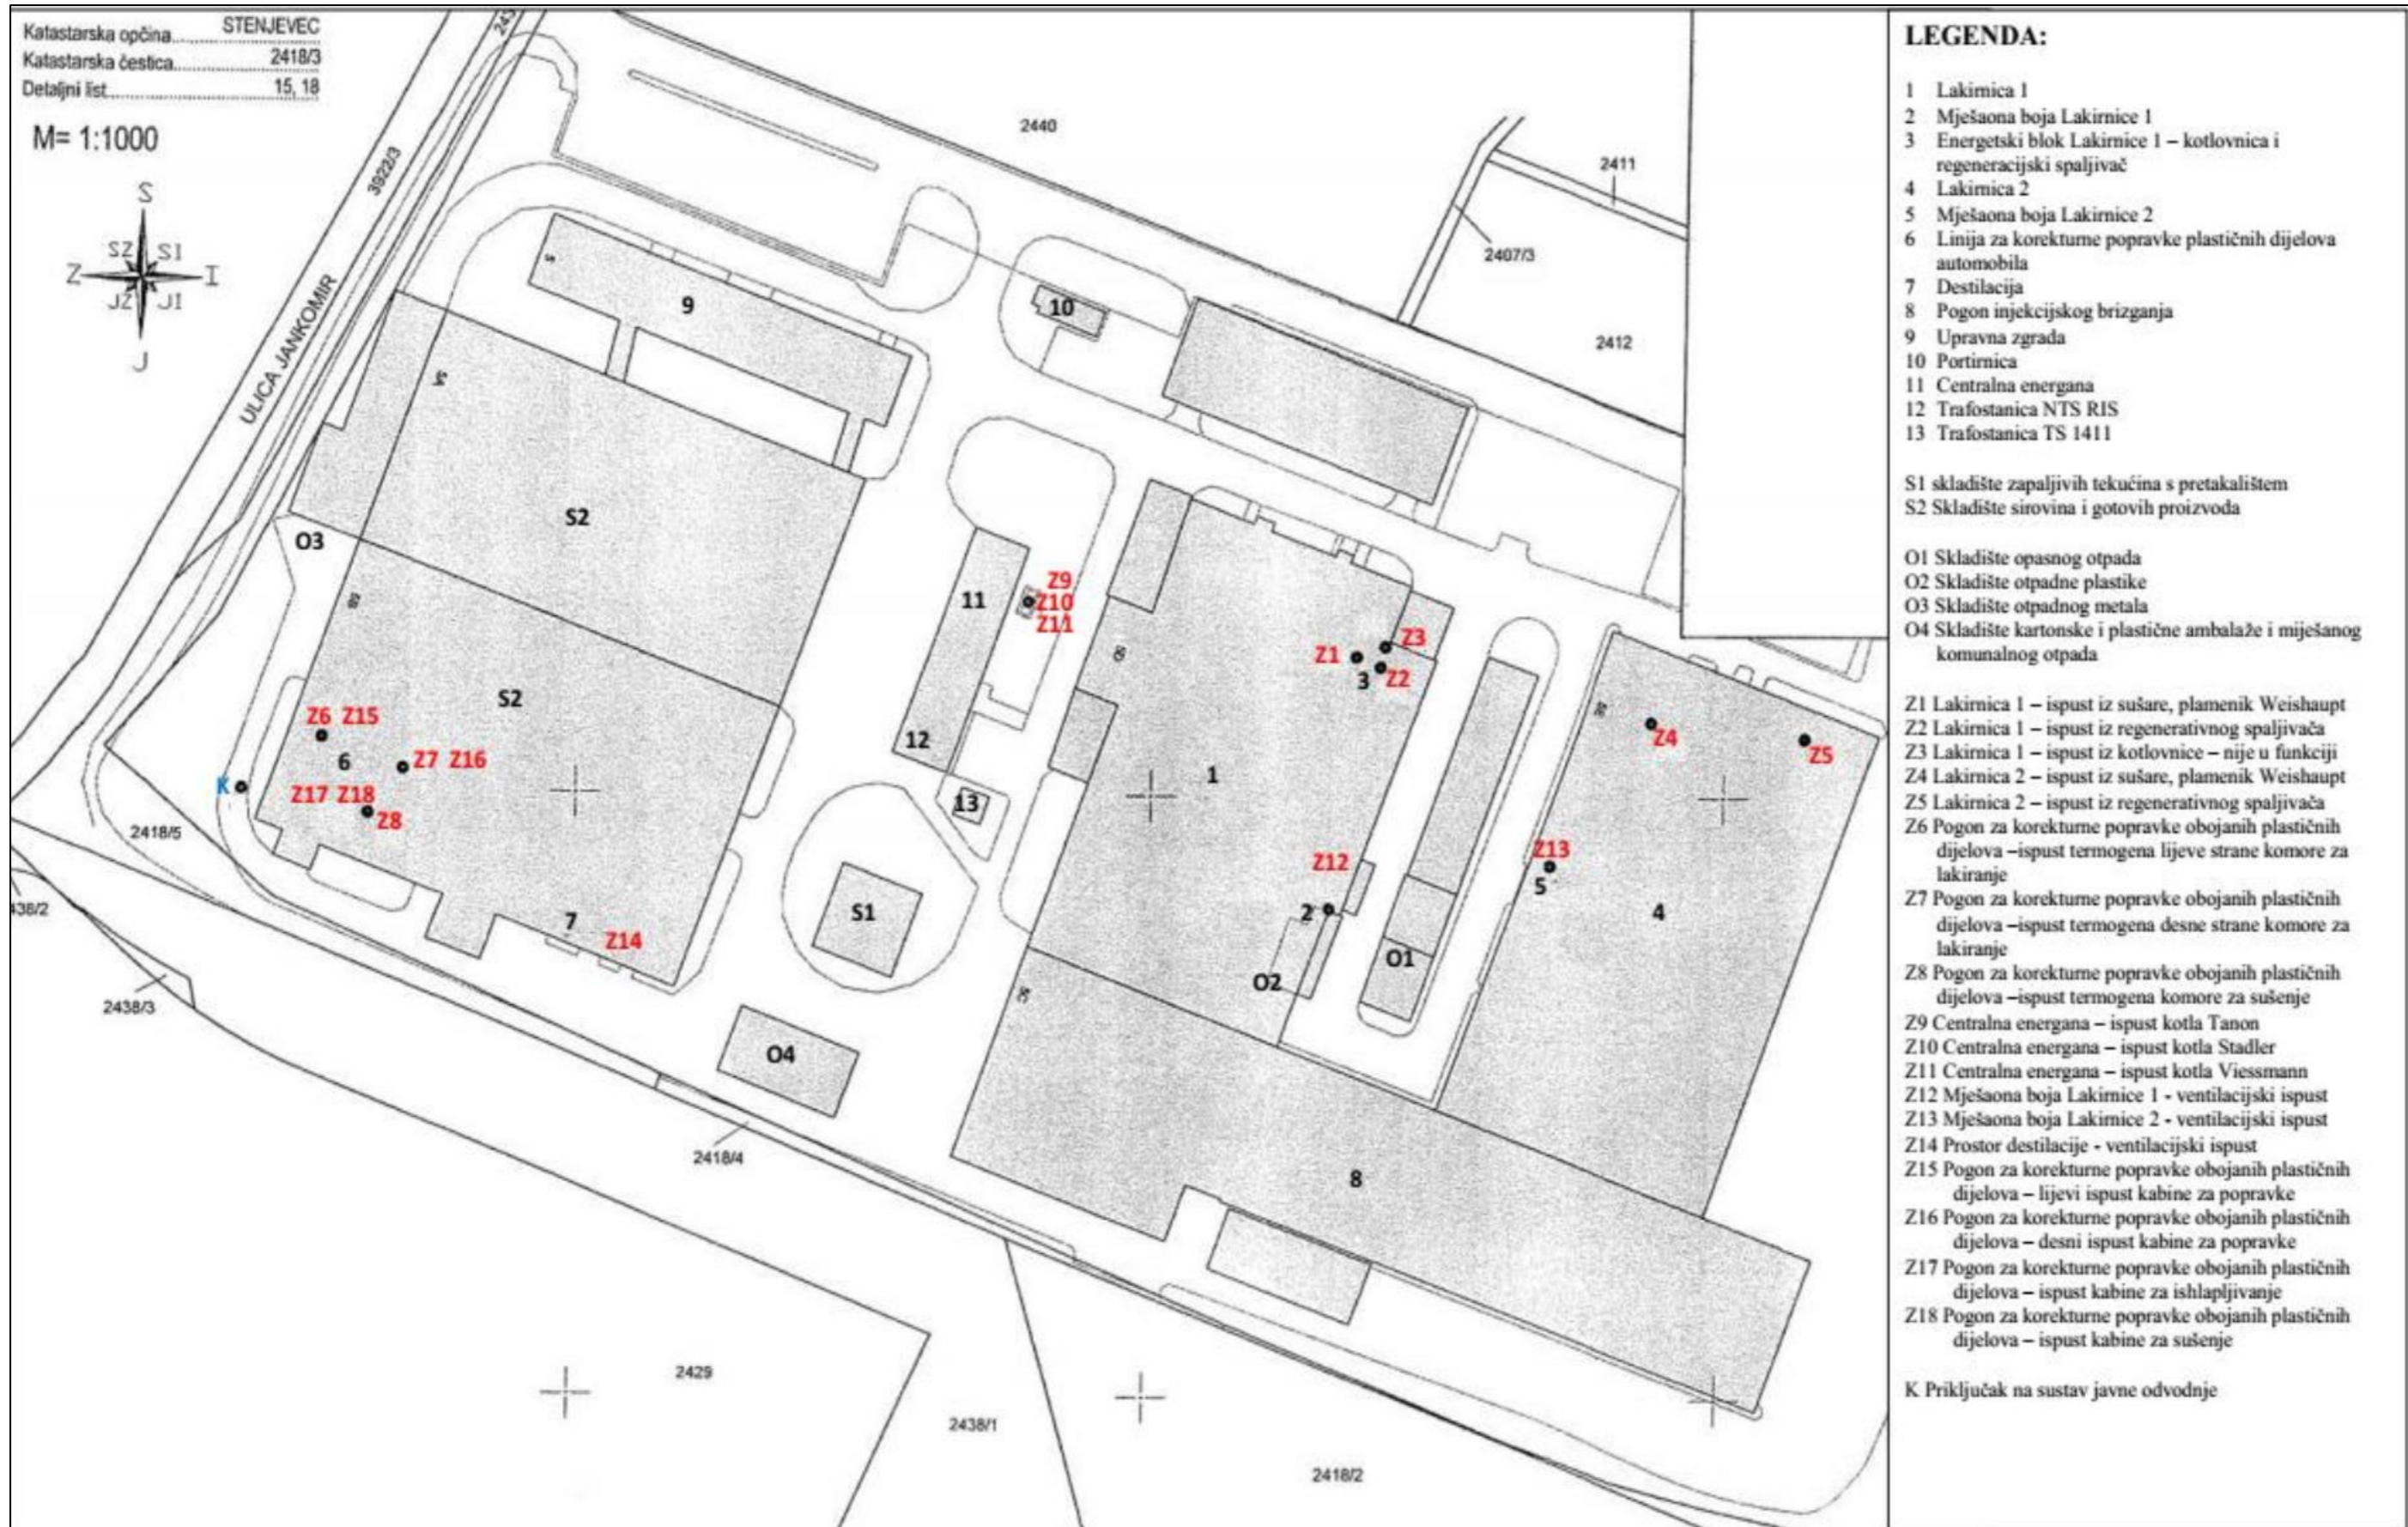 Katastarska općina STENJEVEC
Katastarska čestica 2418/3
Detaljni list 15, 18
M= 1:1000
S
SZ SI
Z I
JZ JI
J
3922/3
ULICA JANKOMIR
2440
2411
2407/3
2412
9
10
5
5A
S2
O3
5B
S2
11
Z9
Z10
Z11
12
13
Z6 Z15
6
Z7 Z16
Z17 Z18
Z8
K
2418/5
7
Z14
S1
O4
5D
Z1
Z3
3
Z2
1
Z12
2
O2
O1
5C
5E
Z4
Z5
Z13
5
4
8
2438/3
2418/4
2429
2438/1
2418/2
LEGENDA:
1 Lakirnica 1
2 Mješaona boja Lakirnice 1
3 Energetski blok Lakirnice 1 – kotlovnica i
regeneracijski spaljivač
4 Lakirnica 2
5 Mješaona boja Lakirnice 2
6 Linija za korekturne popravke plastičnih dijelova
automobila
7 Destilacija
8 Pogon injekcijskog brizganja
9 Upravna zgrada
10 Portirnica
11 Centralna energana
12 Trafostanica NTS RIS
13 Trafostanica TS 1411
S1 skladište zapaljivih tekućina s pretakalištem
S2 Skladište sirovina i gotovih proizvoda
O1 Skladište opasnog otpada
O2 Skladište otpadne plastike
O3 Skladište otpadnog metala
O4 Skladište kartonske i plastične ambalaže i miješanog
komunalnog otpada
Z1 Lakirnica 1 – ispust iz sušare, plamenik Weishaupt
Z2 Lakirnica 1 – ispust iz regenerativnog spaljivača
Z3 Lakirnica 1 – ispust iz kotlovnice – nije u funkciji
Z4 Lakirnica 2 – ispust iz sušare, plamenik Weishaupt
Z5 Lakirnica 2 – ispust iz regenerativnog spaljivača
Z6 Pogon za korekturne popravke obojanih plastičnih
dijelova –ispust termogena lijeve strane komore za
lakiranje
Z7 Pogon za korekturne popravke obojanih plastičnih
dijelova –ispust termogena desne strane komore za
lakiranje
Z8 Pogon za korekturne popravke obojanih plastičnih
dijelova –ispust termogena komore za sušenje
Z9 Centralna energana – ispust kotla Tanon
Z10 Centralna energana – ispust kotla Stadler
Z11 Centralna energana – ispust kotla Viessmann
Z12 Mješaona boja Lakirnice 1 - ventilacijski ispust
Z13 Mješaona boja Lakirnice 2 - ventilacijski ispust
Z14 Prostor destilacije - ventilacijski ispust
Z15 Pogon za korekturne popravke obojanih plastičnih
dijelova – lijevi ispust kabine za popravke
Z16 Pogon za korekturne popravke obojanih plastičnih
dijelova – desni ispust kabine za popravke
Z17 Pogon za korekturne popravke obojanih plastičnih
dijelova – ispust kabine za ishlapljivanje
Z18 Pogon za korekturne popravke obojanih plastičnih
dijelova – ispust kabine za sušenje
K Priključak na sustav javne odvodnje